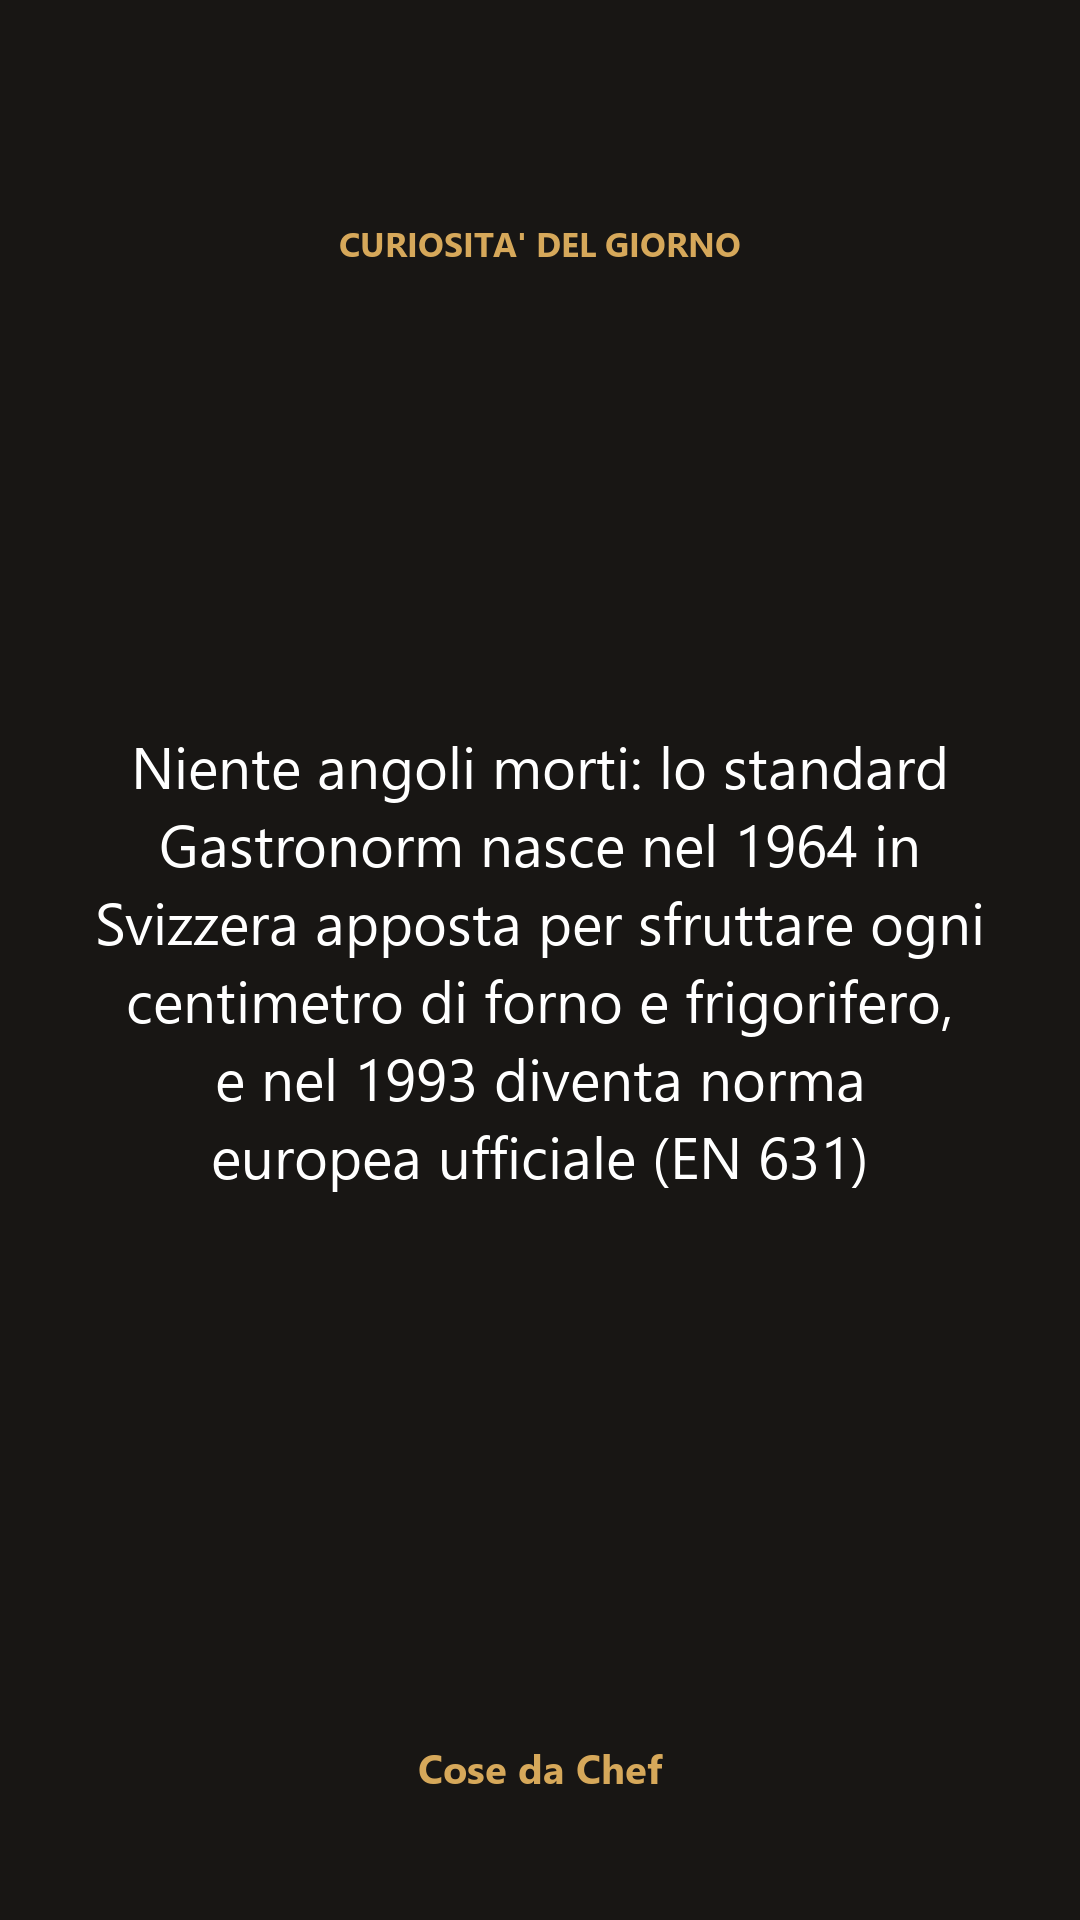 CURIOSITA' DEL GIORNO
Niente angoli morti: lo standard
Gastronorm nasce nel 1964 in
Svizzera apposta per sfruttare ogni
centimetro di forno e frigorifero,
e nel 1993 diventa norma
europea ufficiale (EN 631)
Cose da Chef